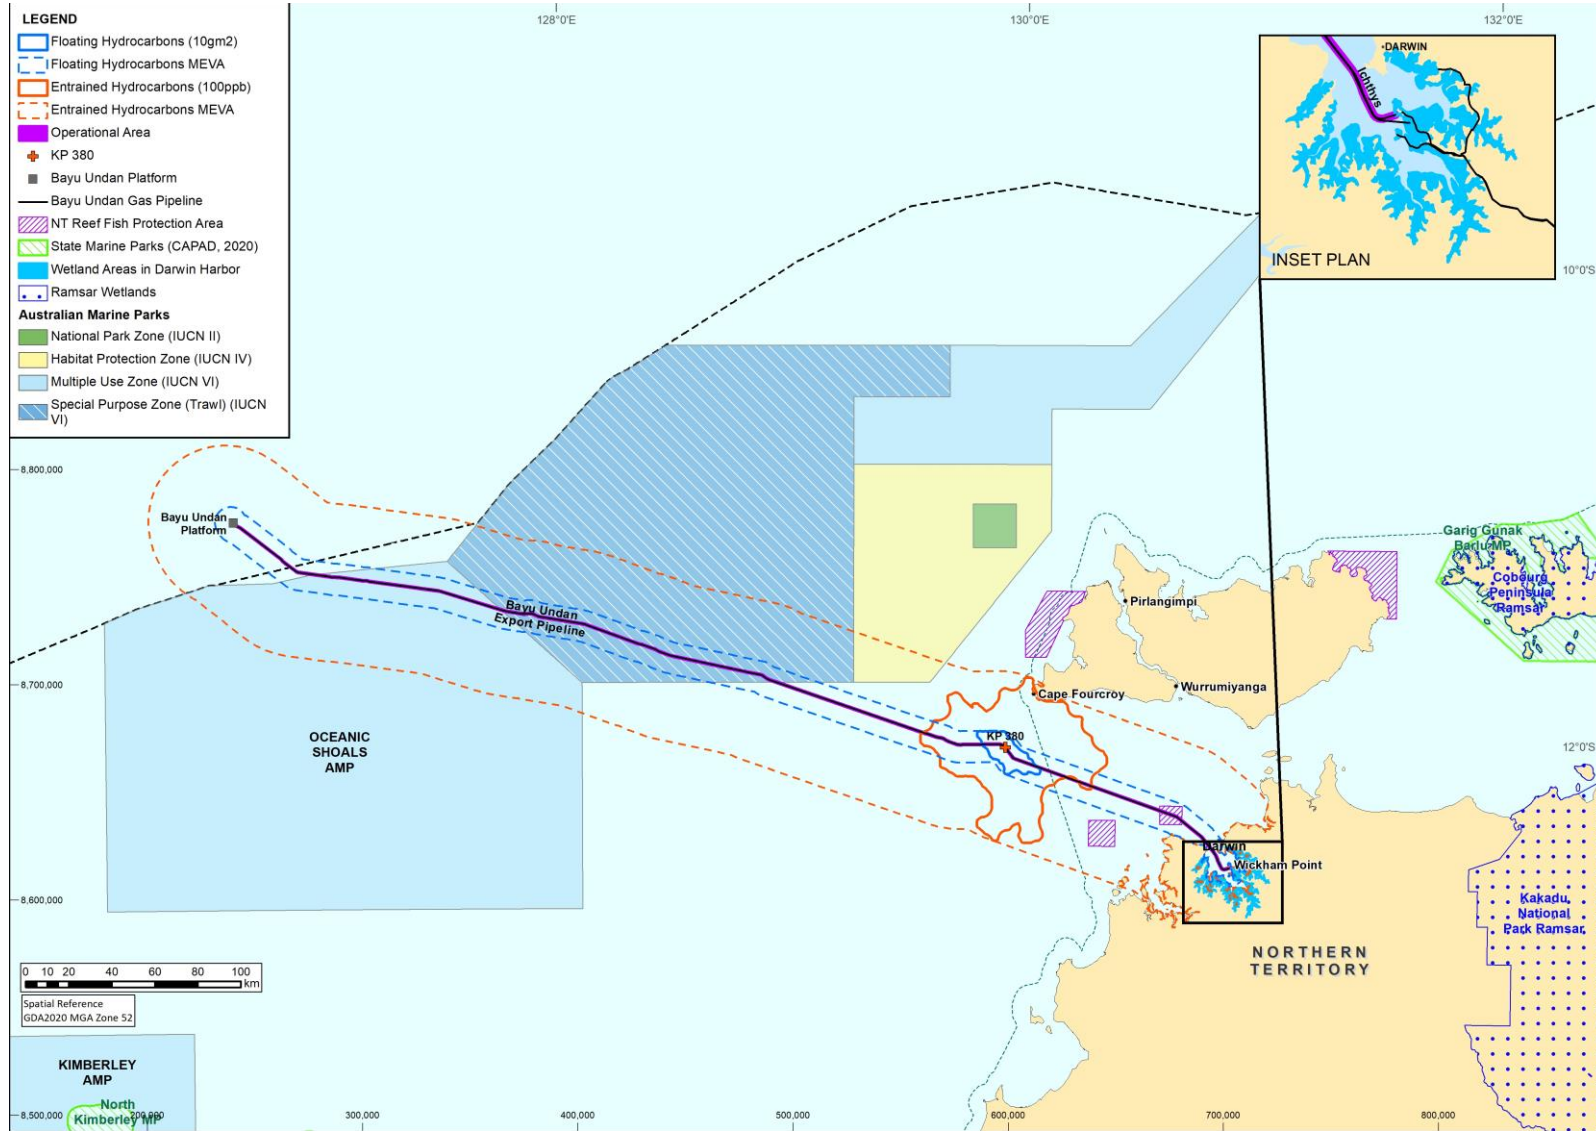 LEGEND
Floating Hydrocarbons (10gm2)
Floating Hydrocarbons MEVA
Entrained Hydrocarbons (100ppb)
Entrained Hydrocarbons MEVA
Operational Area
KP 380
Bayu Undan Platform
Bayu Undan Gas Pipeline
NT Reef Fish Protection Area
State Marine Parks (CAPAD, 2020)
Wetland Areas in Darwin Harbor
Ramsar Wetlands
Australian Marine Parks
National Park Zone (IUCN II)
Habitat Protection Zone (IUCN IV)
Multiple Use Zone (IUCN VI)
Special Purpose Zone (Trawl) (IUCN
VI)
128°0'E
130°0'E
132°0'E
DARWIN
Ichthys
INSET PLAN
10°0'S
8,800,000
Bayu Undan
Platform
Bayu Undan
Export Pipeline
Garig Gunak
Barlu MP
Cobourg
Peninsula
Ramsar
Pirlangimpi
8,700,000
Cape Fourcroy
Wurrumiyanga
OCEANIC
SHOALS
AMP
KP 380
12°0'S
Darwin
Wickham Point
8,600,000
Kakadu
National
Park Ramsar
NORTHERN
TERRITORY
0 10 20 40 60 80 100
km
Spatial Reference
GDA2020 MGA Zone 52
KIMBERLEY
AMP
North
Kimberley MP
8,500,000
200,000
300,000
400,000
500,000
600,000
700,000
800,000